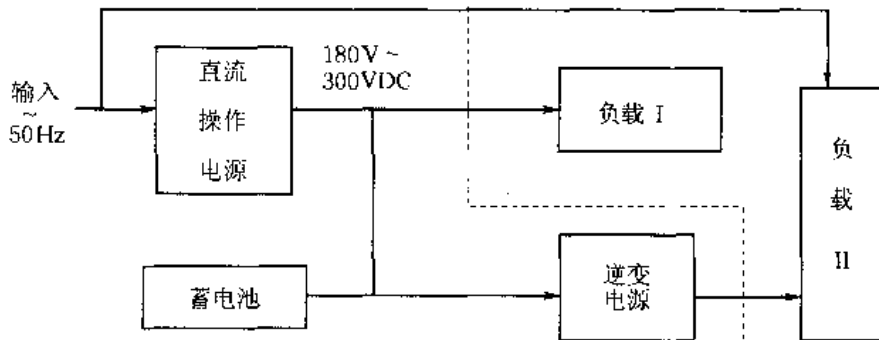 输入
~
50Hz
直流
操作
电源
180V~
300VDC
负载 I
负
载
II
蓄电池
逆变
电源